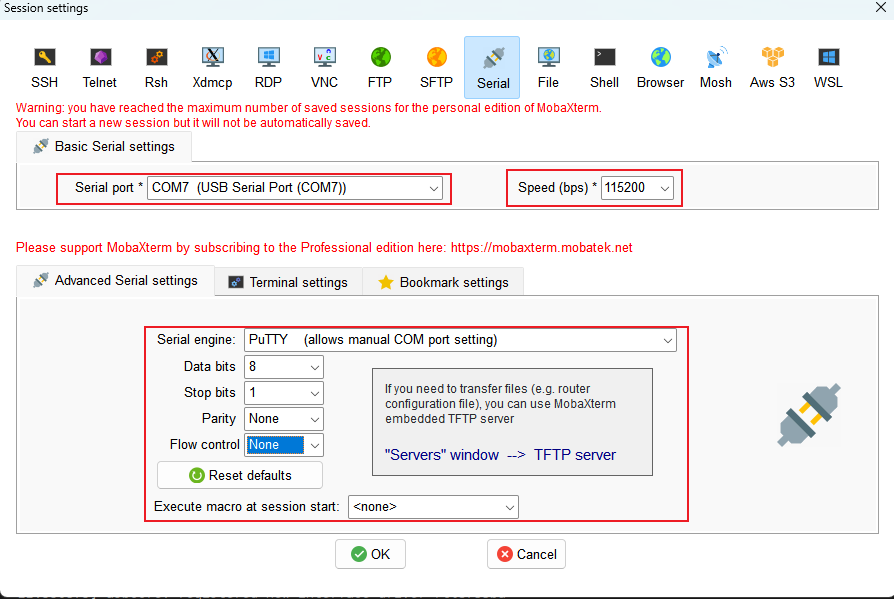 Session settings
SSH Telnet Rsh Xdmcp RDP VNC FTP SFTP Serial File Shell Browser Mosh Aws S3 WSL
Warning: you have reached the maximum number of saved sessions for the personal edition of MobaXterm.
You can start a new session but it will not be automatically saved.
Basic Serial settings
Serial port * COM7 (USB Serial Port (COM7)) Speed (bps) * 115200
Please support MobaXterm by subscribing to the Professional edition here: https://mobaxterm.mobatek.net
Advanced Serial settings Terminal settings Bookmark settings
Serial engine: PuTTY (allows manual COM port setting)
Data bits 8
Stop bits 1
Parity None
Flow control None
If you need to transfer files (e.g. router
configuration file), you can use MobaXterm
embedded TFTP server
"Servers" window --> TFTP server
Reset defaults
Execute macro at session start: <none>
OK Cancel